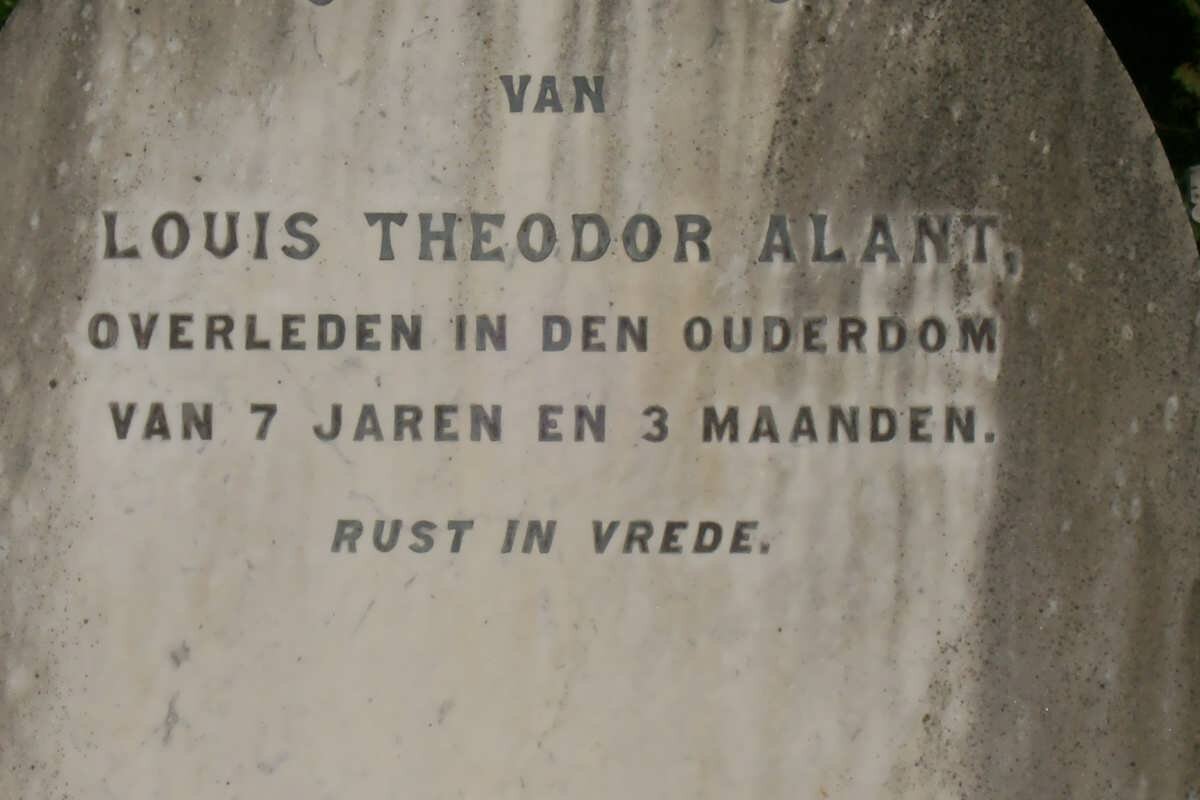 VAN
LOUIS THEODOR ALANT,
OVERLEDEN IN DEN OUDERDOM
VAN 7 JAREN EN 3 MAANDEN.
RUST IN VREDE.